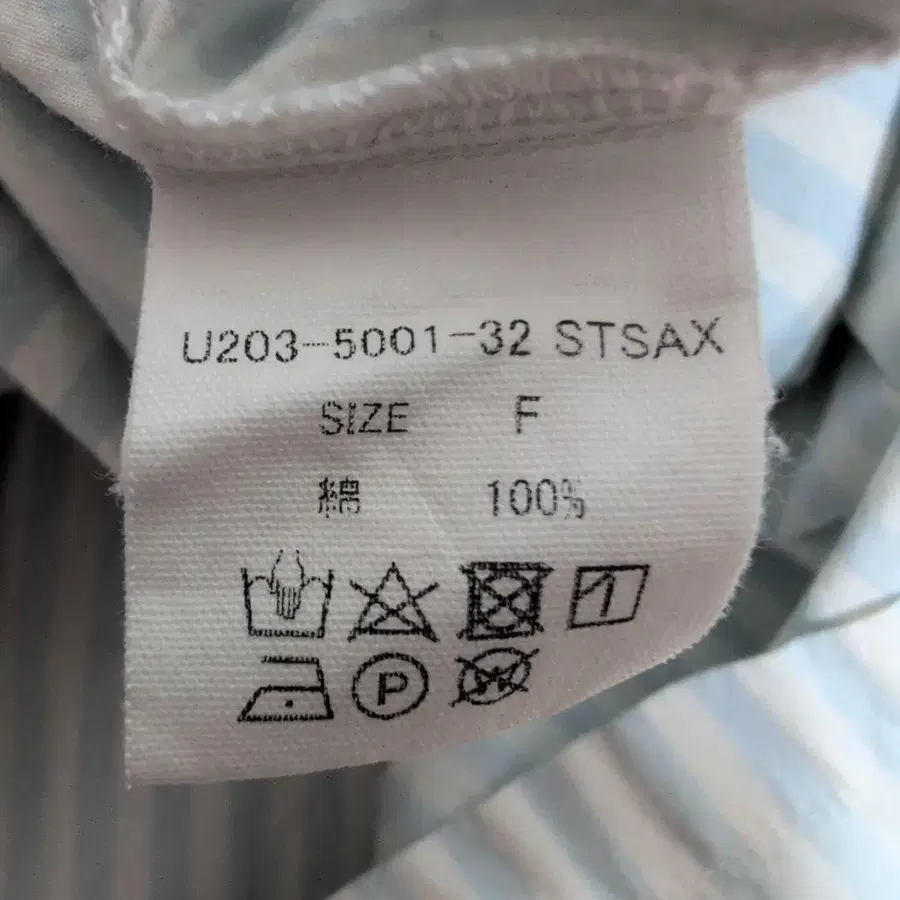 U203-5001-32 STSAX
SIZE F
綿 100%
P
W